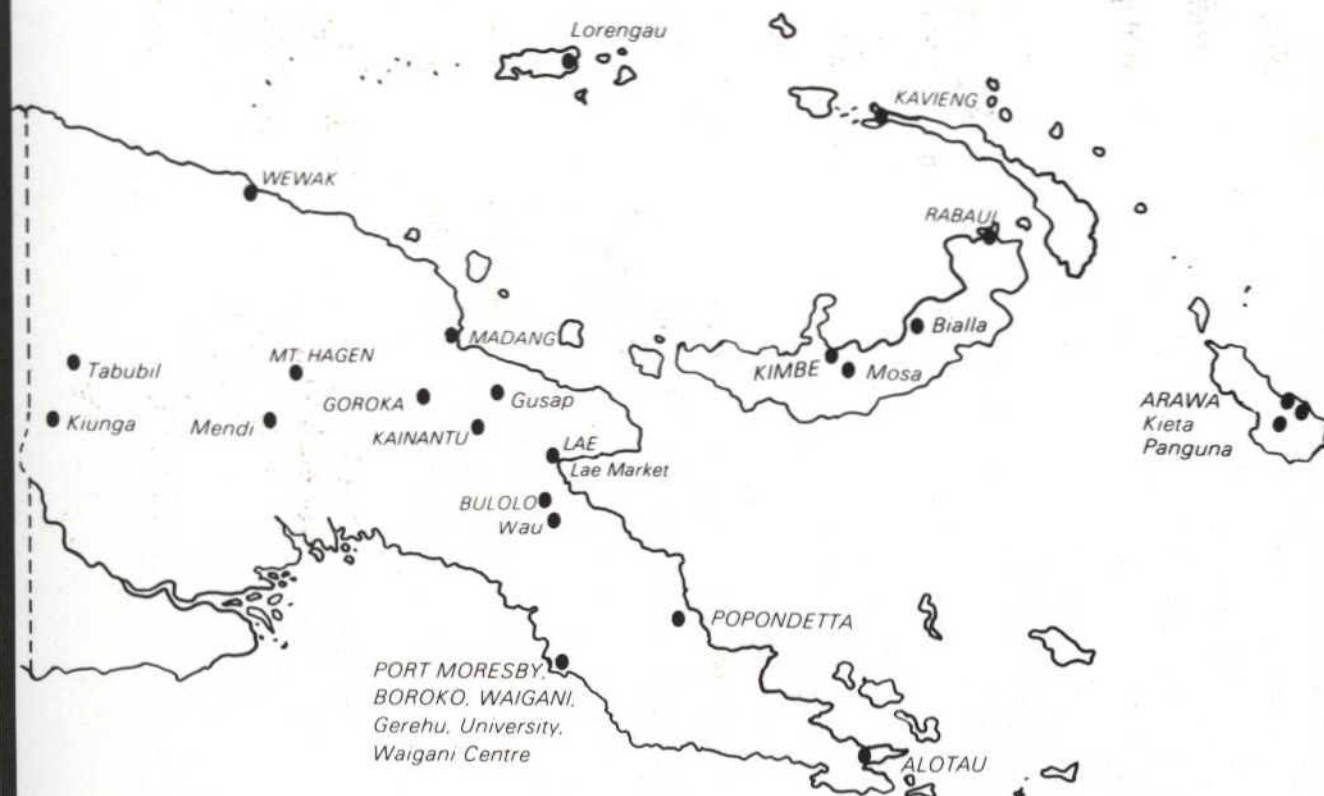 Lorengau
KAVIENG
WEWAK
RABAUL
MADANG
Bialla
Tabubil
MT. HAGEN
KIMBE
Mosa
GOROKA
Gusap
ARAWA
Kieta
Panguna
Kiunga
Mendi
KAINANTU
LAE
Lae Market
BULOLO
Wau
POPONDETTA
PORT MORESBY,
BOROKO, WAIGANI,
Gerehu, University,
Waigani Centre
ALOTAU